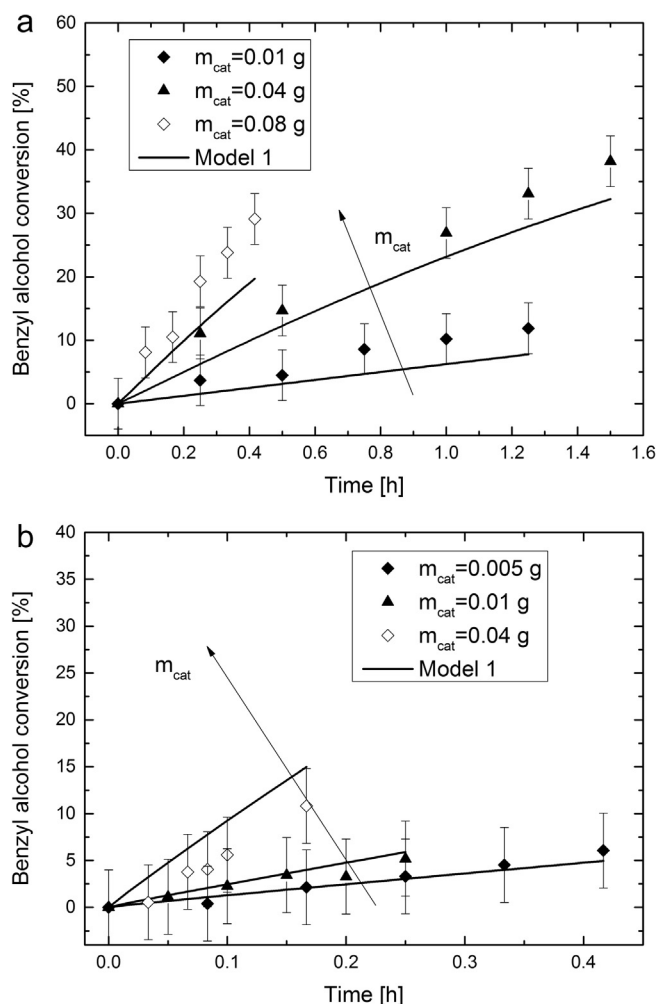 a
60
50
40
30
20
10
0
Benzyl alcohol conversion [%]
m_cat=0.01 g
m_cat=0.04 g
m_cat=0.08 g
Model 1
m_cat
0.0 0.2 0.4 0.6 0.8 1.0 1.2 1.4 1.6
Time [h]
b
40
35
30
25
20
15
10
5
0
Benzyl alcohol conversion [%]
m_cat=0.005 g
m_cat=0.01 g
m_cat=0.04 g
Model 1
m_cat
0.0 0.1 0.2 0.3 0.4
Time [h]